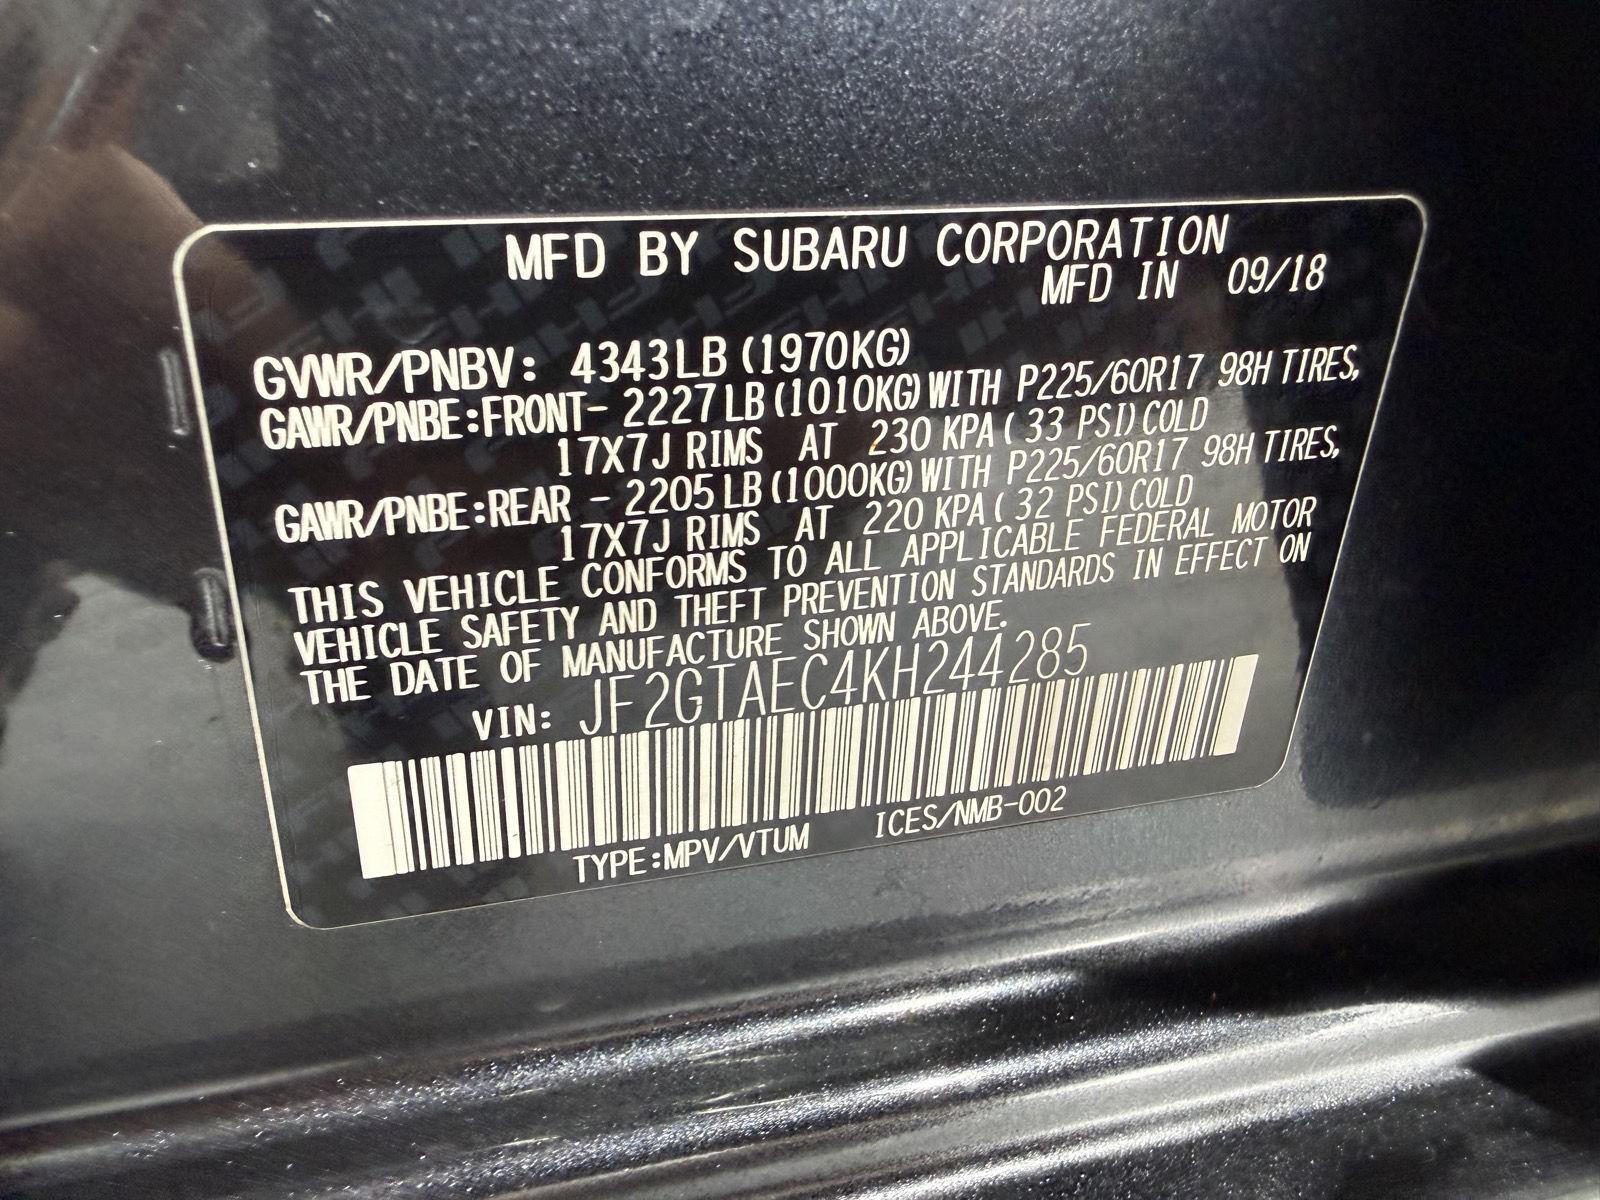 MFD BY SUBARU CORPORATION
MFD IN 09/18
GVWR/PNBV: 4343LB(1970KG)
GAWR/PNBE:FRONT- 2227LB(1010KG)WITH P225/60R17 98H TIRES,
17X7J RIMS AT 230 KPA(33 PSI)COLD
GAWR/PNBE:REAR - 2205LB(1000KG)WITH P225/60R17 98H TIRES,
17X7J RIMS AT 220 KPA(32 PSI)COLD
THIS VEHICLE CONFORMS TO ALL APPLICABLE FEDERAL MOTOR
VEHICLE SAFETY AND THEFT PREVENTION STANDARDS IN EFFECT ON
THE DATE OF MANUFACTURE SHOWN ABOVE.
VIN: JF2GTAEC4KH244285
TYPE:MPV/VTUM ICES/NMB-002